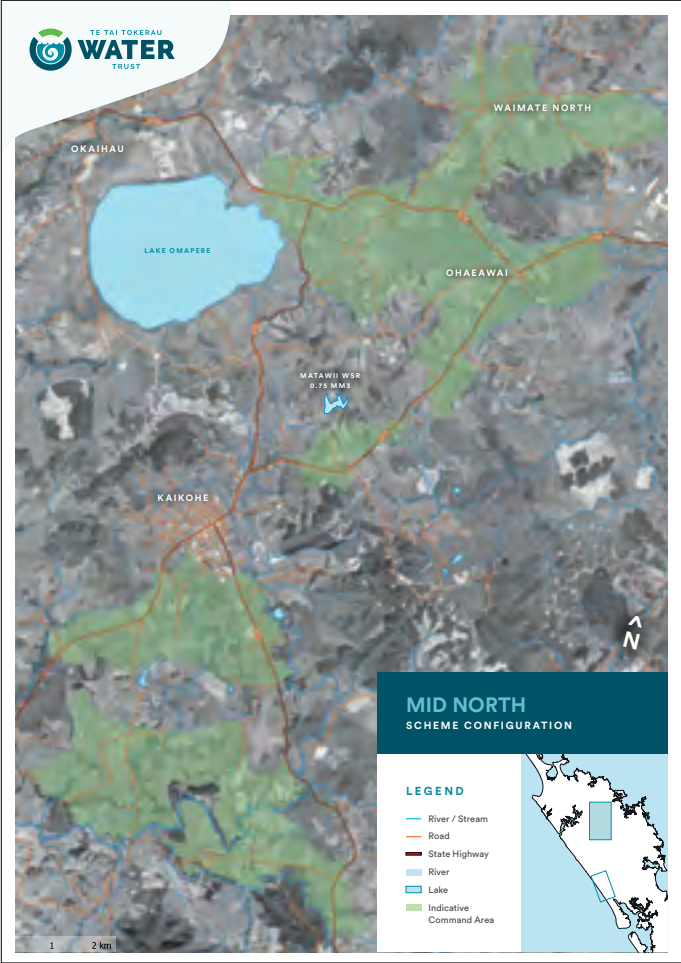 TE TAI TOKERAU
WATER
TRUST
WAIMATE NORTH
OKAIHAU
LAKE OMAPERE
OHAEAWAI
MATAWII WSR
0.75 MM3
KAIKOHE
N
MID NORTH
SCHEME CONFIGURATION
LEGEND
River / Stream
Road
State Highway
River
Lake
Indicative
Command Area
1 2 km